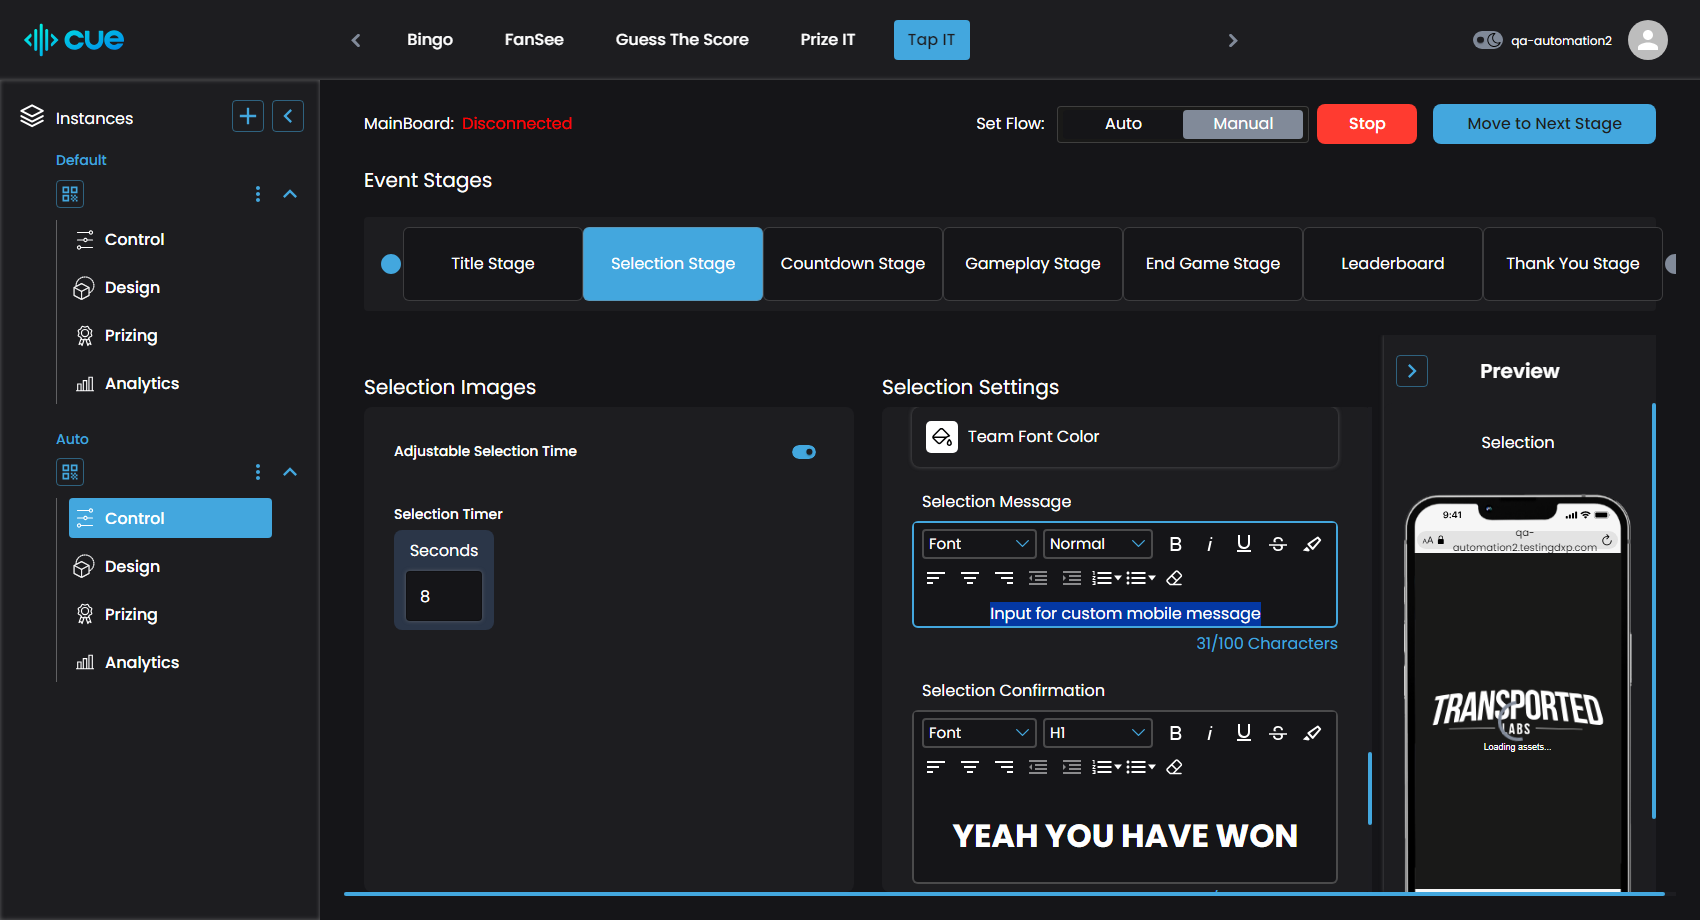 cue
Bingo
FanSee
Guess The Score
Prize IT
Tap IT
qa-automation2
Instances
Default
Control
Design
Prizing
Analytics
Auto
Control
Design
Prizing
Analytics
MainBoard: Disconnected
Set Flow:
Auto
Manual
Stop
Move to Next Stage
Event Stages
Title Stage
Selection Stage
Countdown Stage
Gameplay Stage
End Game Stage
Leaderboard
Thank You Stage
Selection Images
Adjustable Selection Time
Selection Timer
Seconds
8
Selection Settings
Team Font Color
Selection Message
Font
Normal
B i U S
Input for custom mobile message
31/100 Characters
Selection Confirmation
Font
H1
B i U S
YEAH YOU HAVE WON
Preview
Selection
9:41
AA
qa-
automation2.testingdxp.com
TRANSPORTED
LABS
Loading assets...